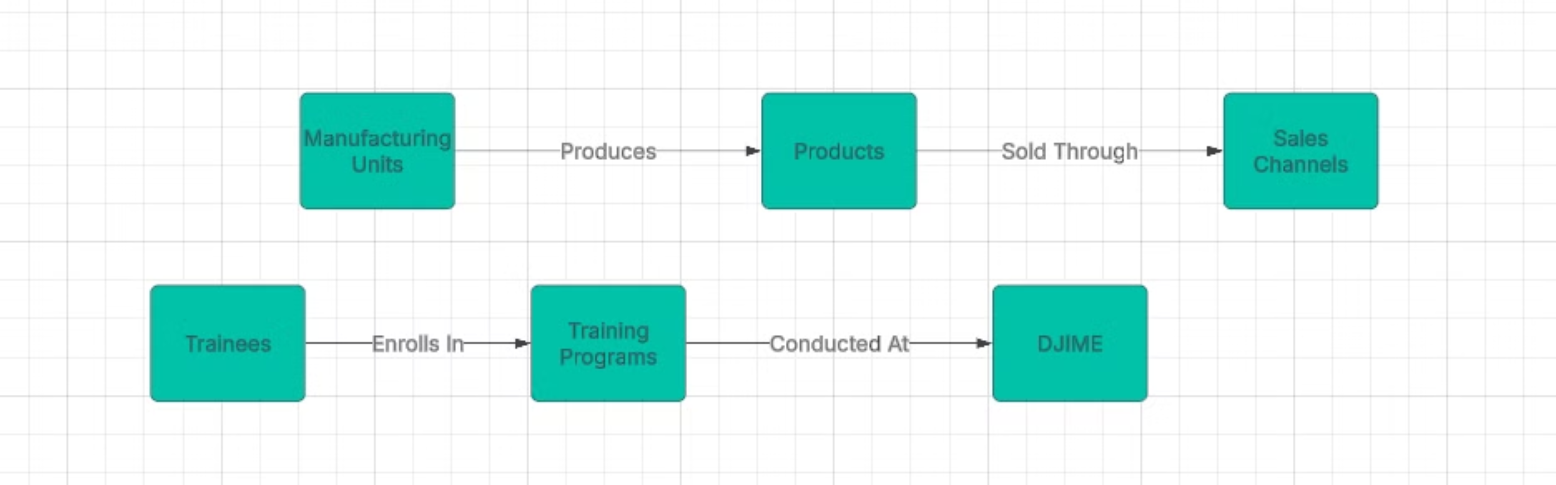 Manufacturing
Units
Produces
Products
Sold Through
Sales
Channels
Trainees
Enrolls In
Training
Programs
Conducted At
DJIME